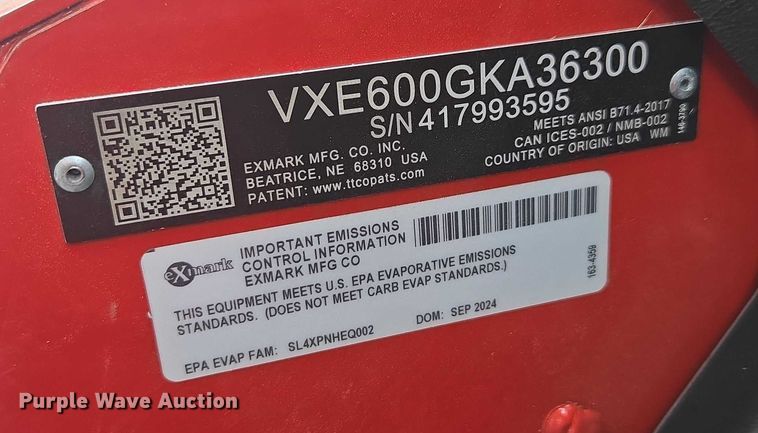 VXE600GKA36300
S/N 417993595
EXMARK MFG. CO. INC.
BEATRICE, NE 68310 USA
PATENT: www.ttcopats.com
MEETS ANSI B71.4-2017
CAN ICES-002 / NMB-002
COUNTRY OF ORIGIN: USA WM
eXmark
IMPORTANT EMISSIONS
CONTROL INFORMATION
EXMARK MFG CO
163-4359
THIS EQUIPMENT MEETS U.S. EPA EVAPORATIVE EMISSIONS
STANDARDS. (DOES NOT MEET CARB EVAP STANDARDS.)
EPA EVAP FAM: SL4XPNHEQ002 DOM: SEP 2024
Purple Wave Auction